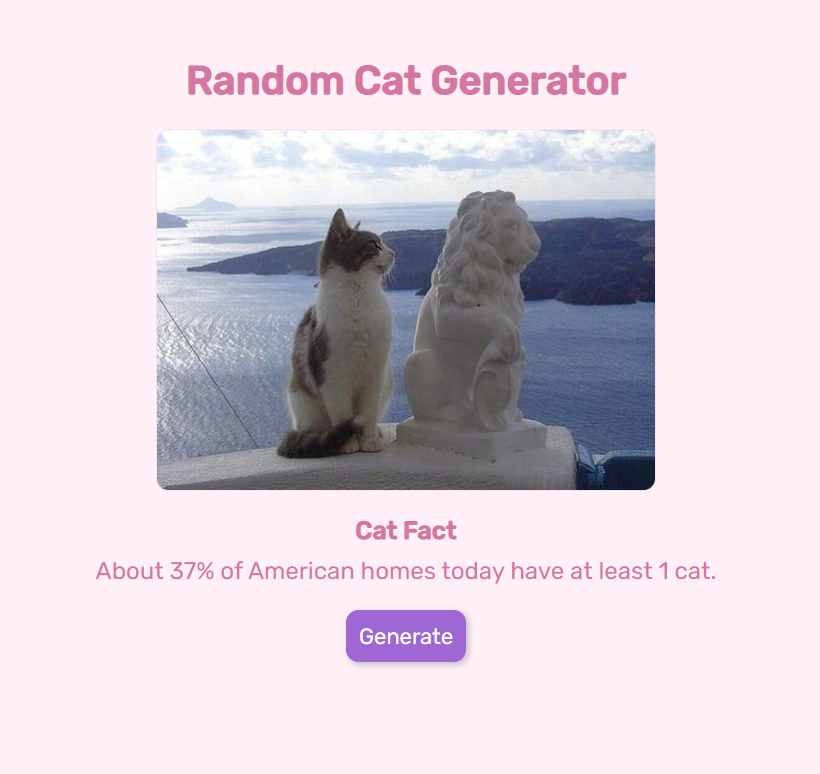 Random Cat Generator
Cat Fact
About 37% of American homes today have at least 1 cat.
Generate